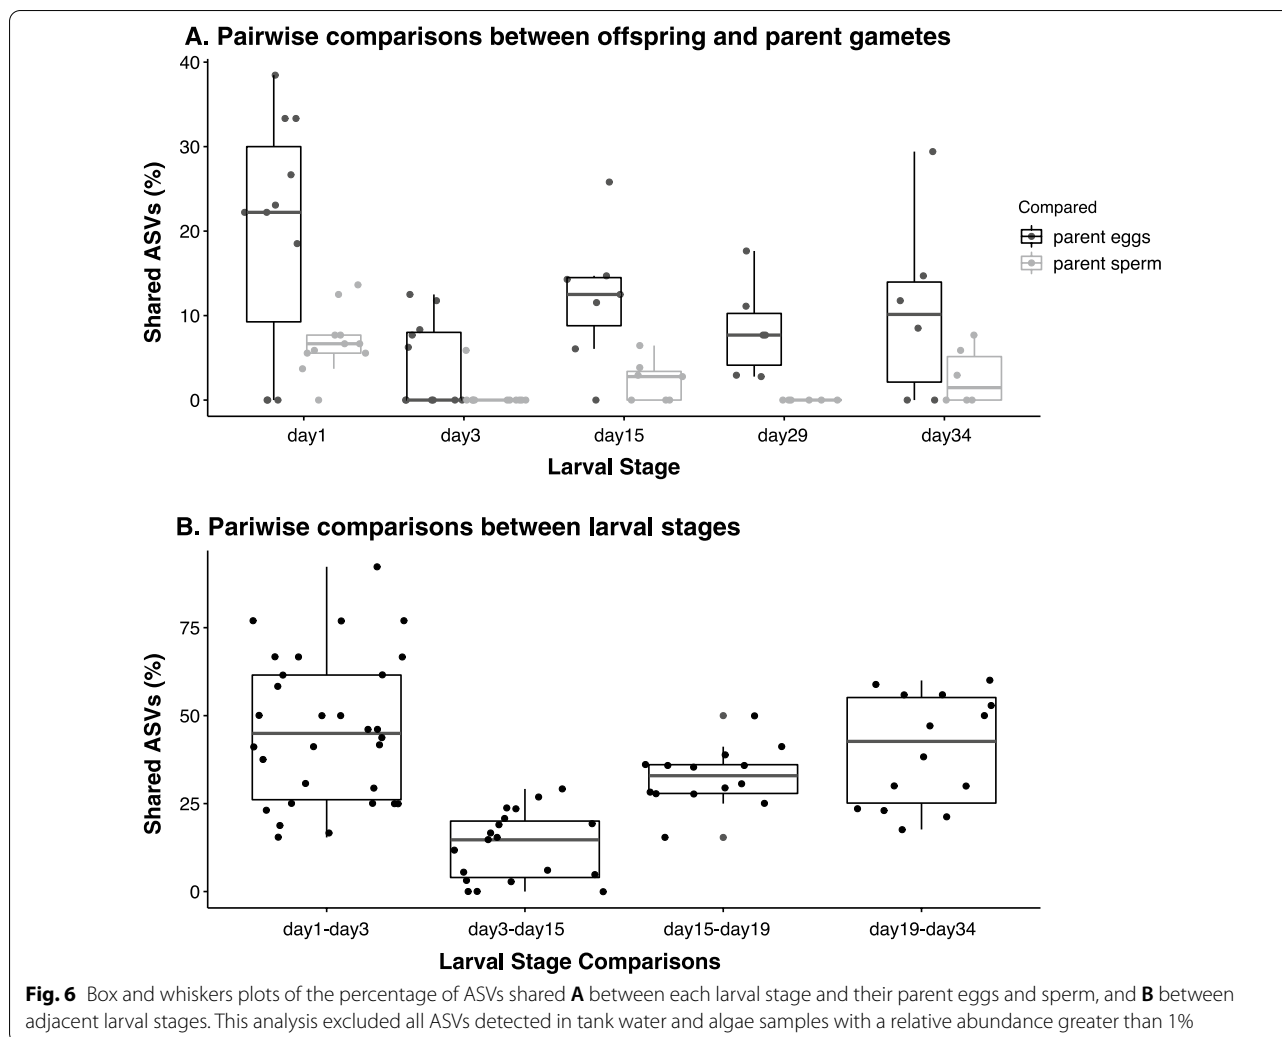 A. Pairwise comparisons between offspring and parent gametes
40
30
20
10
0
Shared ASVs (%)
day1 day3 day15 day29 day34
Larval Stage
Compared
parent eggs
parent sperm
B. Pariwise comparisons between larval stages
75
50
25
0
Shared ASVs (%)
day1-day3 day3-day15 day15-day19 day19-day34
Larval Stage Comparisons
Fig. 6 Box and whiskers plots of the percentage of ASVs shared A between each larval stage and their parent eggs and sperm, and B between
adjacent larval stages. This analysis excluded all ASVs detected in tank water and algae samples with a relative abundance greater than 1%